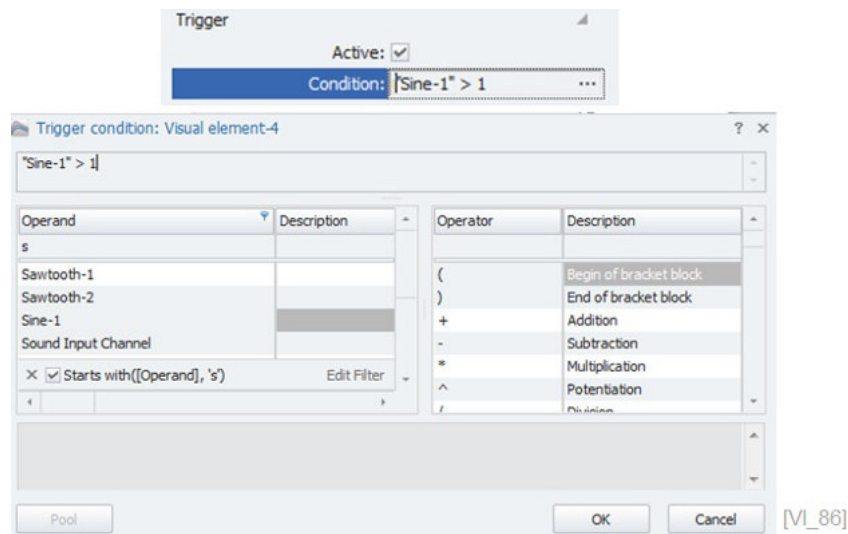 Trigger
Active:
Condition: "Sine-1" > 1 ...
Trigger condition: Visual element-4 ? ×
"Sine-1" > 1
Operand Description Operator Description
s
Sawtooth-1 ( Begin of bracket block
Sawtooth-2 ) End of bracket block
Sine-1 + Addition
Sound Input Channel - Subtraction
× Starts with([Operand], 's') Edit Filter * Multiplication
^ Potentiation
/ Division
Pool OK Cancel [VI_86]